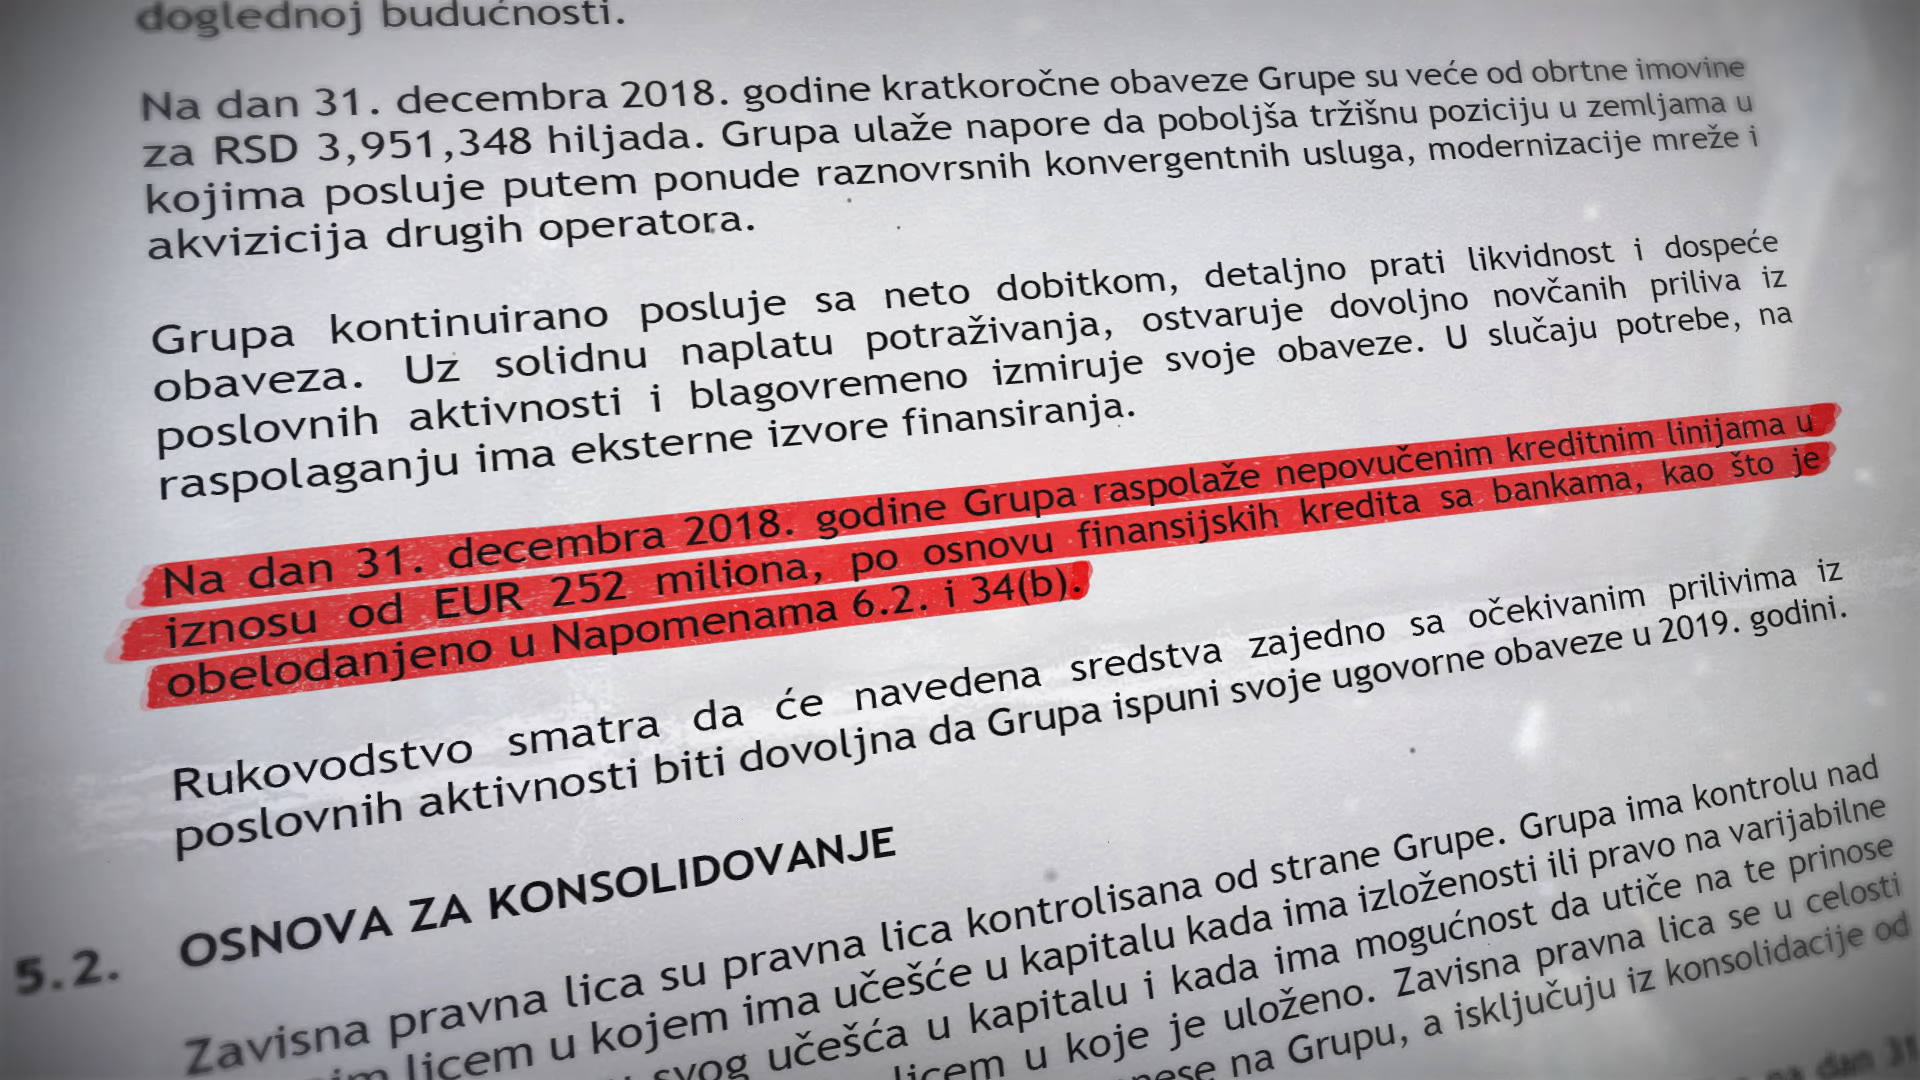 doglednoj budućnosti.
Na dan 31. decembra 2018. godine kratkoročne obaveze Grupe su veće od obrtne imovine
za RSD 3,951,348 hiljada. Grupa ulaže napore da poboljša tržišnu poziciju u zemljama u
kojima posluje putem ponude raznovrsnih konvergentnih usluga, modernizacije mreže i
akvizicija drugih operatora.
Grupa kontinuirano posluje sa neto dobitkom, detaljno prati likvidnost i dospeće
obaveza. Uz solidnu naplatu potraživanja, ostvaruje dovoljno novčanih priliva iz
poslovnih aktivnosti i blagovremeno izmiruje svoje obaveze. U slučaju potrebe, na
raspolaganju ima eksterne izvore finansiranja.
Na dan 31. decembra 2018. godine Grupa raspolaže nepovučenim kreditnim linijama u
iznosu od EUR 252 miliona, po osnovu finansijskih kredita sa bankama, kao što je
obelodanjeno u Napomenama 6.2. i 34(b).
Rukovodstvo smatra da će navedena sredstva zajedno sa očekivanim prilivima iz
poslovnih aktivnosti biti dovoljna da Grupa ispuni svoje ugovorne obaveze u 2019. godini.
5.2. OSNOVA ZA KONSOLIDOVANJE
Zavisna pravna lica su pravna lica kontrolisana od strane Grupe. Grupa ima kontrolu nad
licem u kojem ima učešće u kapitalu kada ima izloženosti ili pravo na varijabilne
svog učešća u kapitalu i kada ima mogućnost da utiče na te prinose
licem u koje je uloženo. Zavisna pravna lica se u celosti
na Grupu, a isključuju iz konsolidacije od
na dan 31